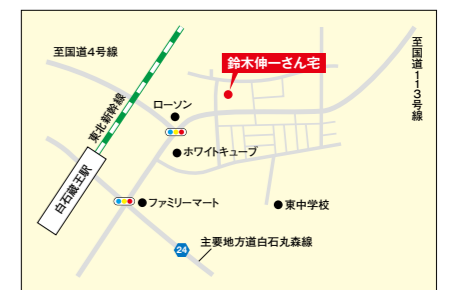 至国道4号線
至国道113号線
鈴木伸一さん宅
東北新幹線
ローソン
ホワイトキューブ
白石蔵王駅
ファミリーマート
東中学校
主要地方道白石丸森線
24